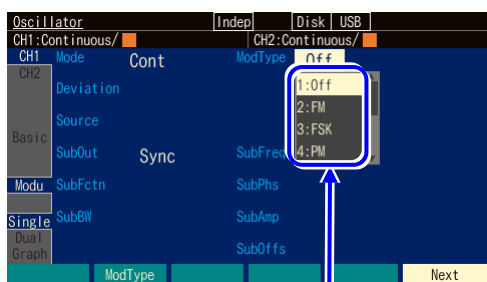 Oscillator Indep Disk USB
CH1:Continuous/ CH2:Continuous/
CH1 Mode Cont ModType Off
CH2
Deviation 1:Off
2:FM
Source 3:FSK
Basic
SubOut Sync SubFreq 4:PM
Modu SubFctn SubPhs
Single SubBW SubAmp
Dual
Graph SubOffs
ModType Next